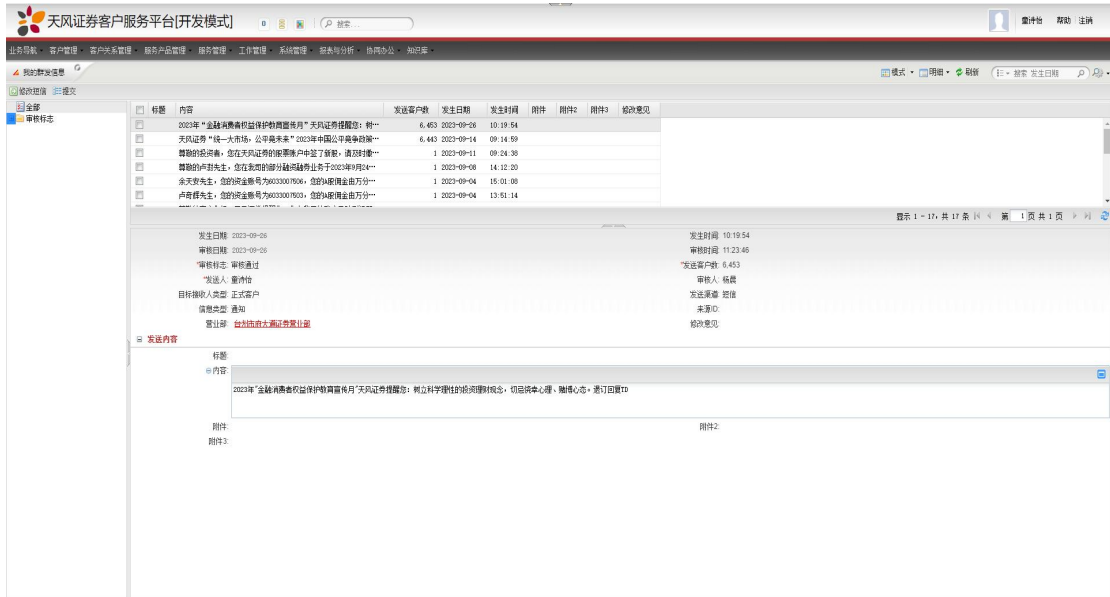 天风证券客户服务平台[开发模式]
搜索...
童诗怡 帮助 注销
业务导航 客户管理 客户关系管理 服务产品管理 服务管理 工作管理 系统管理 报表与分析 协同办公 知识库
我的群发信息
模式 明细 刷新 搜索 发生日期
修改短信 提交
全部
审核标志
标题 内容 发送客户数 发生日期 发生时间 附件 附件2 附件3 修改意见
2023年“金融消费者权益保护教育宣传月”天风证券提醒您：树… 6,453 2023-09-26 10:19:54
天风证券“统一大市场，公平竞未来”2023年中国公平竞争政策… 6,443 2023-09-14 09:14:59
尊敬的投资者，您在天风证券的股票账户中签了新股，请及时缴… 1 2023-09-11 09:24:36
尊敬的卢尌先生，您在我司的部分融资融券业务于2023年9月24… 1 2023-09-08 14:12:20
余天安先生，您的资金账号为6033007506，您的A股佣金由万分… 1 2023-09-04 15:01:08
卢奇辉先生，您的资金账号为6033007503，您的A股佣金由万分… 1 2023-09-04 13:51:14
显示 1 - 17，共 17 条 第 1 页 共 1 页
发生日期: 2023-09-26 发生时间: 10:19:54
审核日期: 2023-09-26 审核时间: 11:23:46
*审核标志: 审核通过 *发送客户数: 6,453
*发送人: 童诗怡 审核人: 杨晨
目标接收人类型: 正式客户 发送渠道: 短信
信息类型: 通知 来源ID:
营业部: 台州市府大道证券营业部 修改意见:
发送内容
标题:
内容:
2023年“金融消费者权益保护教育宣传月”天风证券提醒您：树立科学理性的投资理财观念，切忌侥幸心理、赌博心态。退订回复TD
附件: 附件2:
附件3: